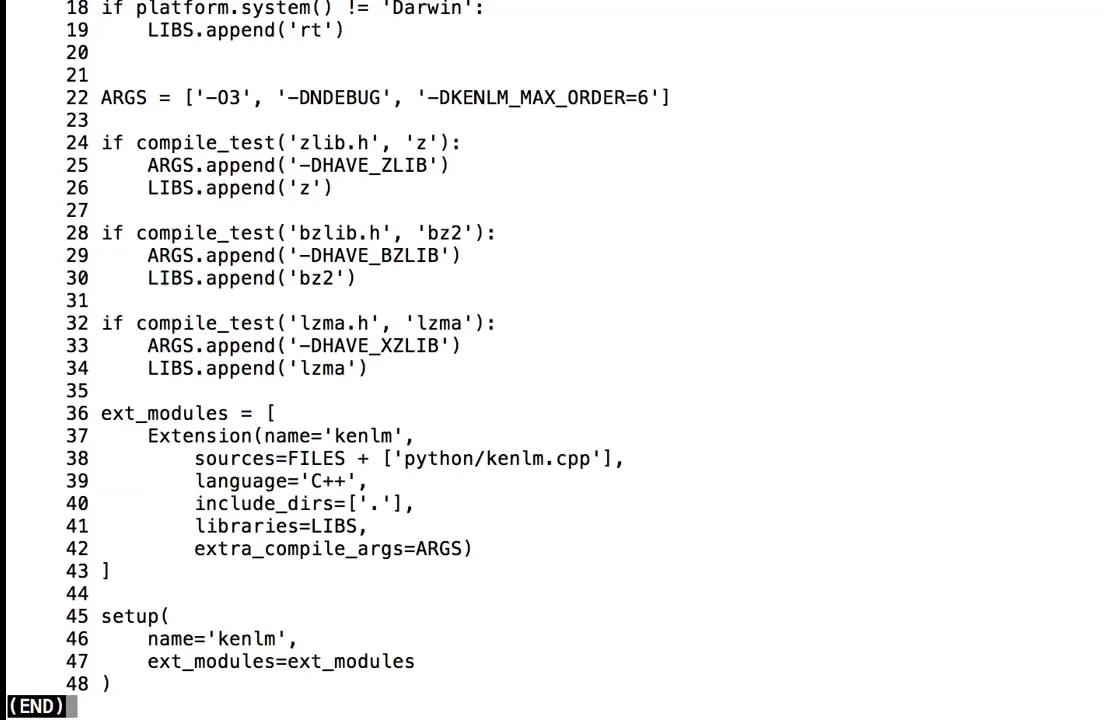 18 if platform.system() != 'Darwin':
19     LIBS.append('rt')
20
21
22 ARGS = ['-O3', '-DNDEBUG', '-DKENLM_MAX_ORDER=6']
23
24 if compile_test('zlib.h', 'z'):
25     ARGS.append('-DHAVE_ZLIB')
26     LIBS.append('z')
27
28 if compile_test('bzlib.h', 'bz2'):
29     ARGS.append('-DHAVE_BZLIB')
30     LIBS.append('bz2')
31
32 if compile_test('lzma.h', 'lzma'):
33     ARGS.append('-DHAVE_XZLIB')
34     LIBS.append('lzma')
35
36 ext_modules = [
37     Extension(name='kenlm',
38         sources=FILES + ['python/kenlm.cpp'],
39         language='C++',
40         include_dirs=['.'],
41         libraries=LIBS,
42         extra_compile_args=ARGS)
43 ]
44
45 setup(
46     name='kenlm',
47     ext_modules=ext_modules
48 )
(END)